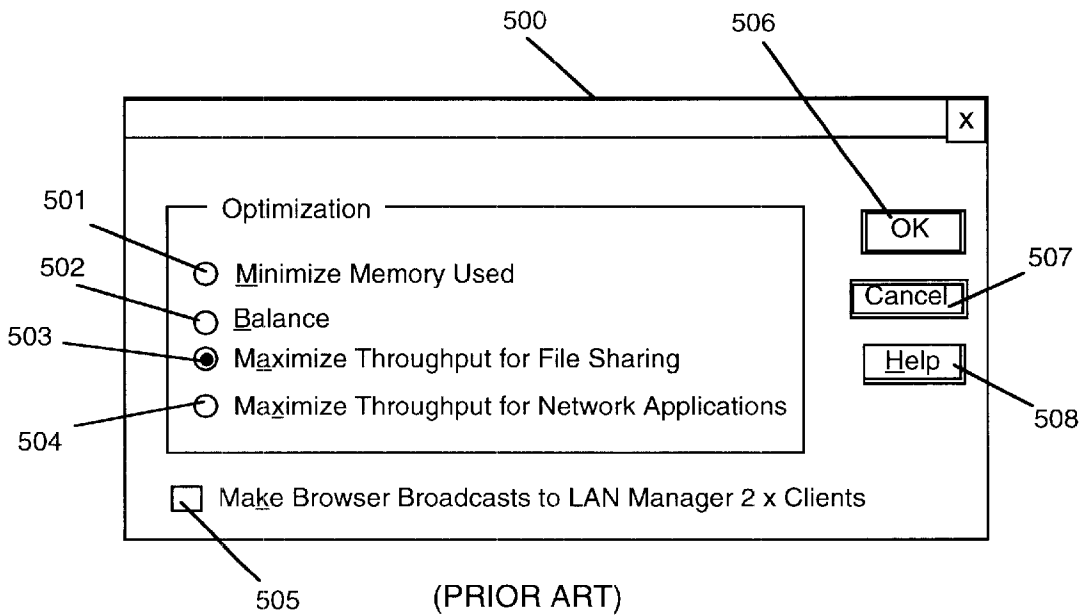 500
506
X
501
Optimization
OK
502
Minimize Memory Used
507
503
Balance
Cancel
Maximize Throughput for File Sharing
Help
504
Maximize Throughput for Network Applications
508
Make Browser Broadcasts to LAN Manager 2 x Clients
505
(PRIOR ART)